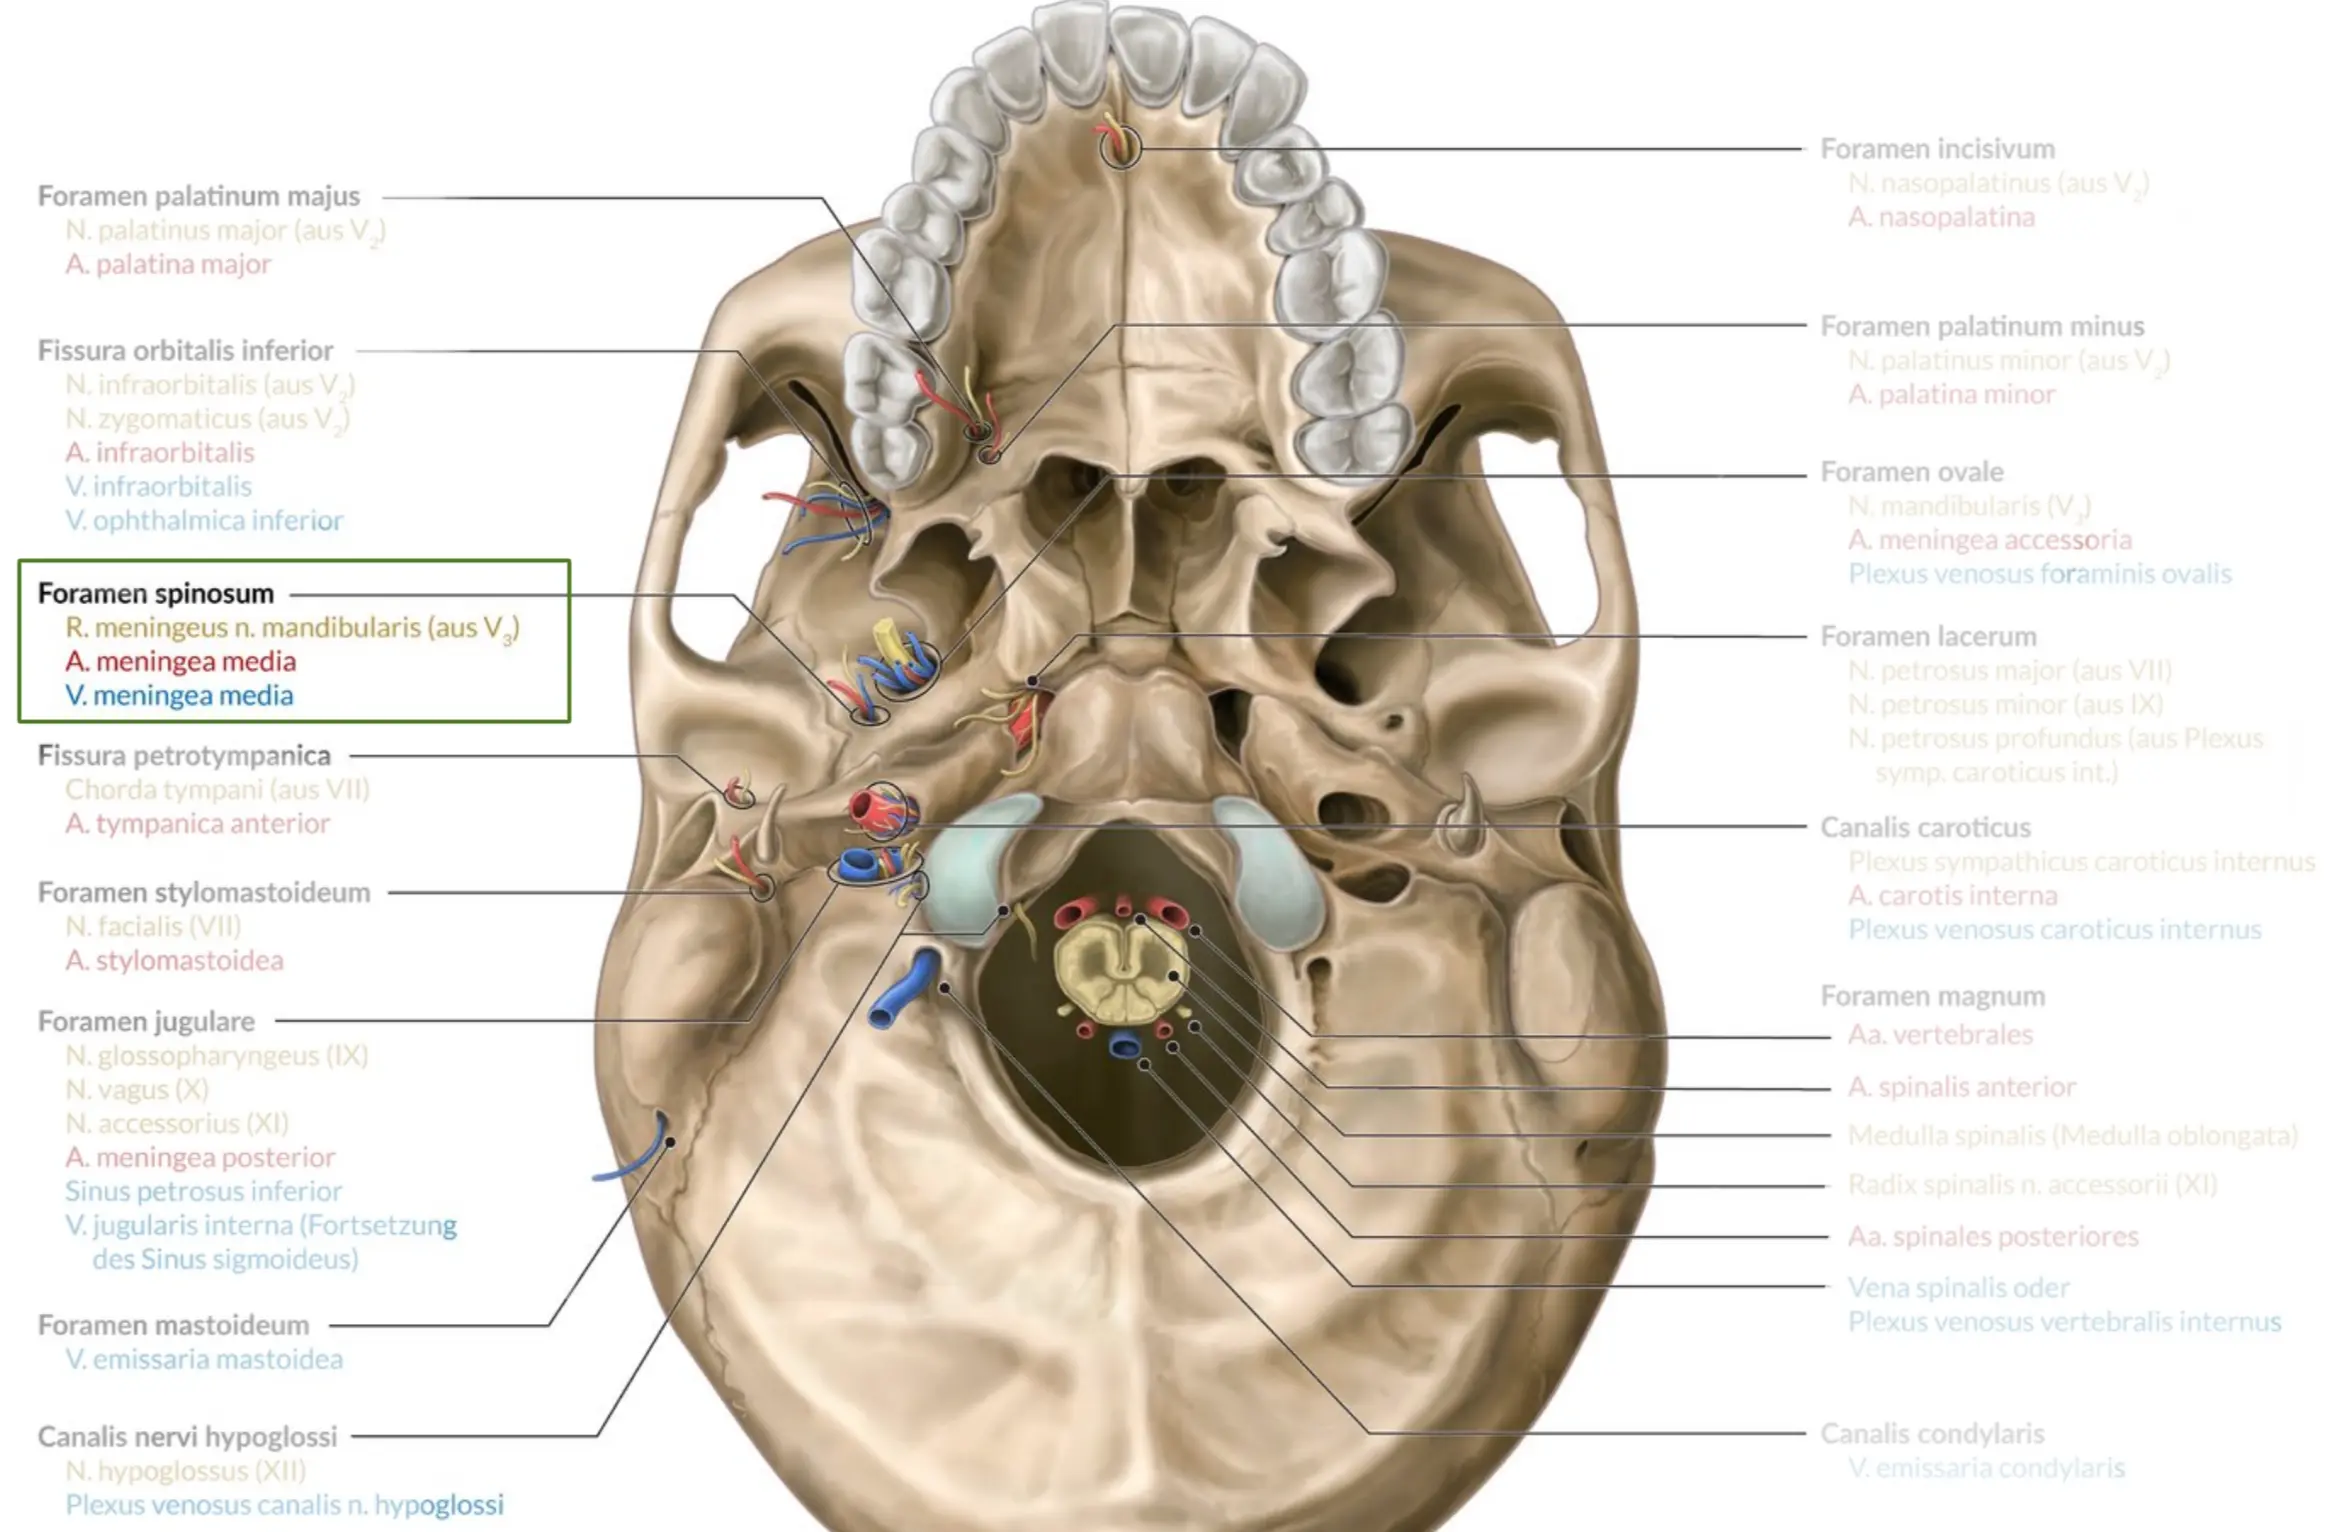 Foramen palatinum majus
N. palatinus major (aus V2)
A. palatina major
Fissura orbitalis inferior
N. infraorbitalis (aus V2)
N. zygomaticus (aus V2)
A. infraorbitalis
V. infraorbitalis
V. ophthalmica inferior
Foramen spinosum
R. meningeus n. mandibularis (aus V3)
A. meningea media
V. meningea media
Fissura petrotympanica
Chorda tympani (aus VII)
A. tympanica anterior
Foramen stylomastoideum
N. facialis (VII)
A. stylomastoidea
Foramen jugulare
N. glossopharyngeus (IX)
N. vagus (X)
N. accessorius (XI)
A. meningea posterior
Sinus petrosus inferior
V. jugularis interna (Fortsetzung
des Sinus sigmoideus)
Foramen mastoideum
V. emissaria mastoidea
Canalis nervi hypoglossi
N. hypoglossus (XII)
Plexus venosus canalis n. hypoglossi
Foramen incisivum
N. nasopalatinus (aus V2)
A. nasopalatina
Foramen palatinum minus
N. palatinus minor (aus V2)
A. palatina minor
Foramen ovale
N. mandibularis (V3)
A. meningea accessoria
Plexus venosus foraminis ovalis
Foramen lacerum
N. petrosus major (aus VII)
N. petrosus minor (aus IX)
N. petrosus profundus (aus Plexus
symp. caroticus int.)
Canalis caroticus
Plexus sympathicus caroticus internus
A. carotis interna
Plexus venosus caroticus internus
Foramen magnum
Aa. vertebrales
A. spinalis anterior
Medulla spinalis (Medulla oblongata)
Radix spinalis n. accessorii (XI)
Aa. spinales posteriores
Vena spinalis oder
Plexus venosus vertebralis internus
Canalis condylaris
V. emissaria condylaris